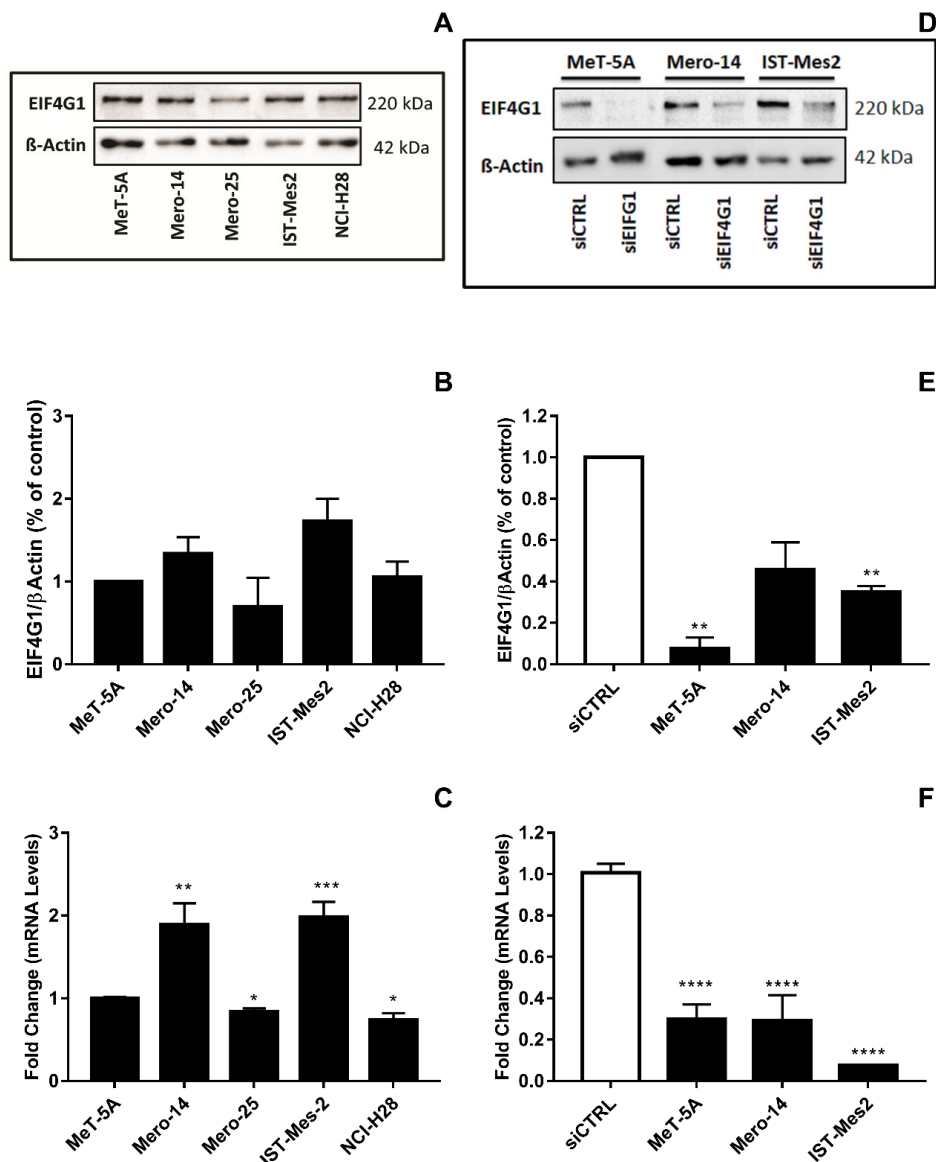 A
EIF4G1
220 kDa
ß-Actin
42 kDa
MeT-5A
Mero-14
Mero-25
IST-Mes2
NCI-H28
D
MeT-5A Mero-14 IST-Mes2
EIF4G1
220 kDa
ß-Actin
42 kDa
siCTRL
siEIFG1
siCTRL
siEIF4G1
siCTRL
siEIF4G1
B
EIF4G1/βActin (% of control)
3
2
1
0
MeT-5A
Mero-14
Mero-25
IST-Mes2
NCI-H28
E
EIF4G1/βActin (% of control)
1.2
1.0
0.8
0.6
0.4
0.2
0.0
**
**
siCTRL
MeT-5A
Mero-14
IST-Mes2
C
Fold Change (mRNA Levels)
3
2
1
0
**
*
***
*
MeT-5A
Mero-14
Mero-25
IST-Mes-2
NCI-H28
F
Fold Change (mRNA Levels)
1.2
1.0
0.8
0.6
0.4
0.2
0.0
****
****
****
siCTRL
MeT-5A
Mero-14
IST-Mes2